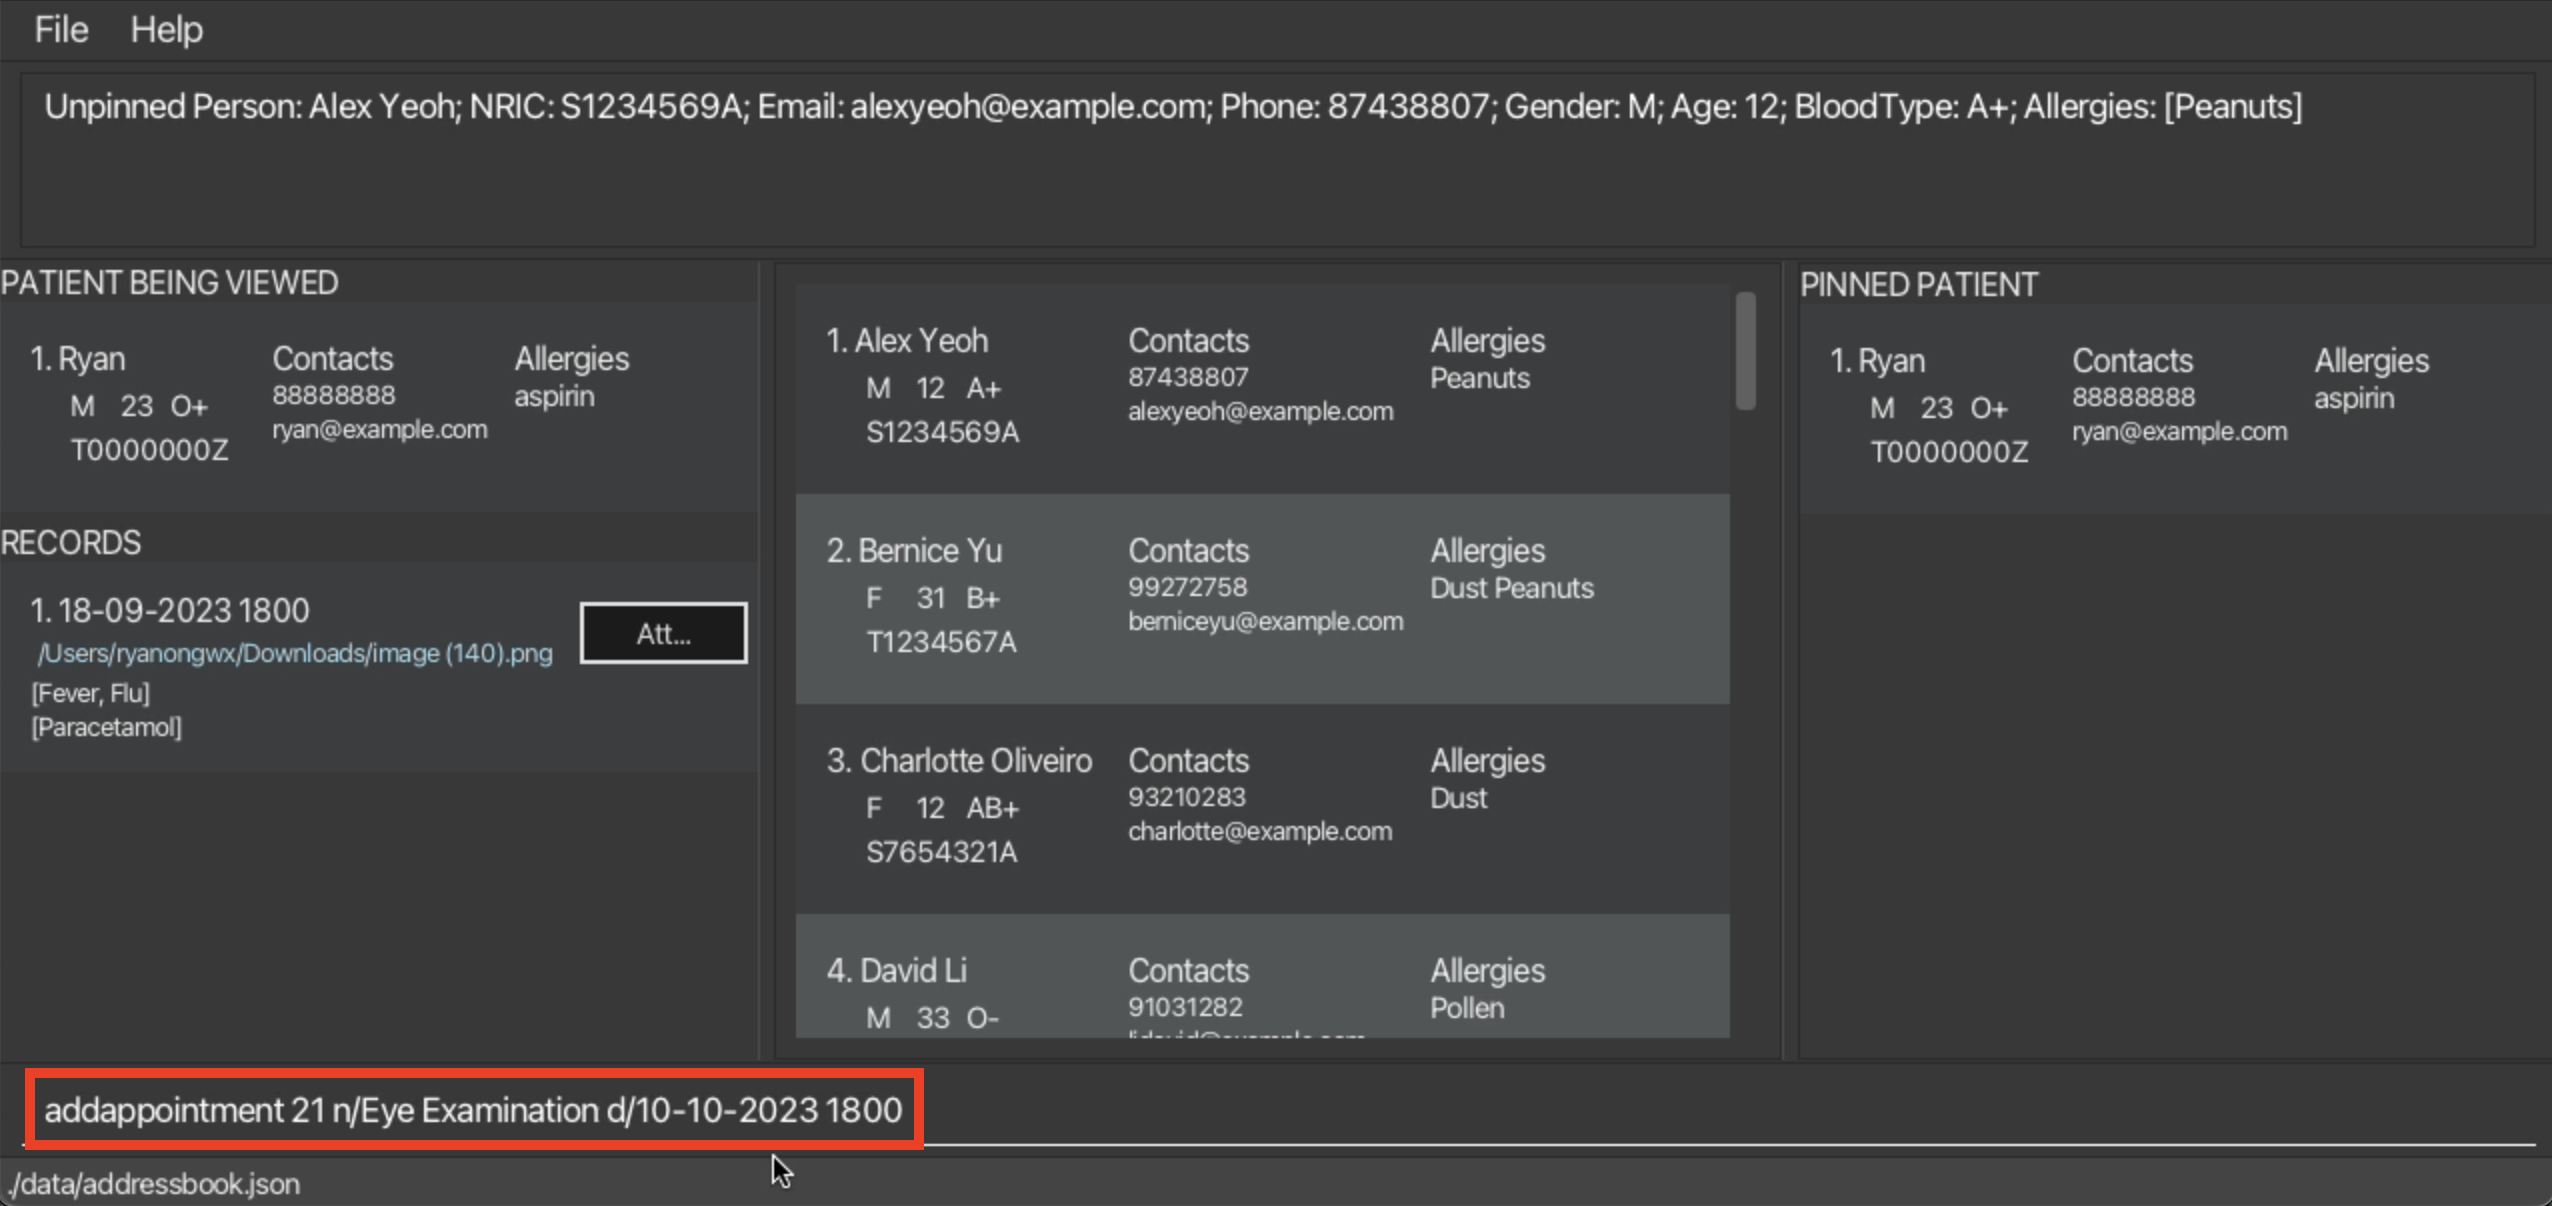 File Help
Unpinned Person: Alex Yeoh; NRIC: S1234569A; Email: alexyeoh@example.com; Phone: 87438807; Gender: M; Age: 12; BloodType: A+; Allergies: [Peanuts]
PATIENT BEING VIEWED
1. Ryan Contacts Allergies
88888888 aspirin
M 23 O+
ryan@example.com
T0000000Z
RECORDS
1. 18-09-2023 1800
Att...
/Users/ryanongwx/Downloads/image (140).png
[Fever, Flu]
[Paracetamol]
1. Alex Yeoh Contacts Allergies
87438807 Peanuts
M 12 A+
alexyeoh@example.com
S1234569A
2. Bernice Yu Contacts Allergies
99272758 Dust Peanuts
F 31 B+
berniceyu@example.com
T1234567A
3. Charlotte Oliveiro Contacts Allergies
93210283 Dust
F 12 AB+
charlotte@example.com
S7654321A
4. David Li Contacts Allergies
91031282 Pollen
M 33 O-
PINNED PATIENT
1. Ryan Contacts Allergies
88888888 aspirin
M 23 O+
ryan@example.com
T0000000Z
addappointment 21 n/Eye Examination d/10-10-2023 1800
./data/addressbook.json